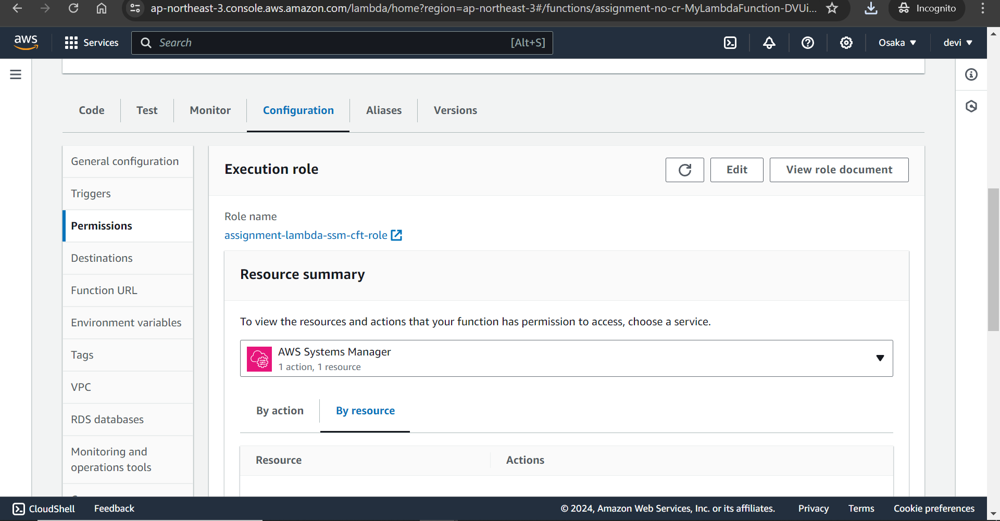 ap-northeast-3.console.aws.amazon.com/lambda/home?region=ap-northeast-3#/functions/assignment-no-cr-MyLambdaFunction-DVUi...
Incognito
aws
Services
Search
[Alt+S]
Osaka
devi
Code
Test
Monitor
Configuration
Aliases
Versions
General configuration
Triggers
Permissions
Destinations
Function URL
Environment variables
Tags
VPC
RDS databases
Monitoring and
operations tools
Execution role
Edit
View role document
Role name
assignment-lambda-ssm-cft-role
Resource summary
To view the resources and actions that your function has permission to access, choose a service.
AWS Systems Manager
1 action, 1 resource
By action
By resource
Resource
Actions
CloudShell
Feedback
© 2024, Amazon Web Services, Inc. or its affiliates.
Privacy
Terms
Cookie preferences